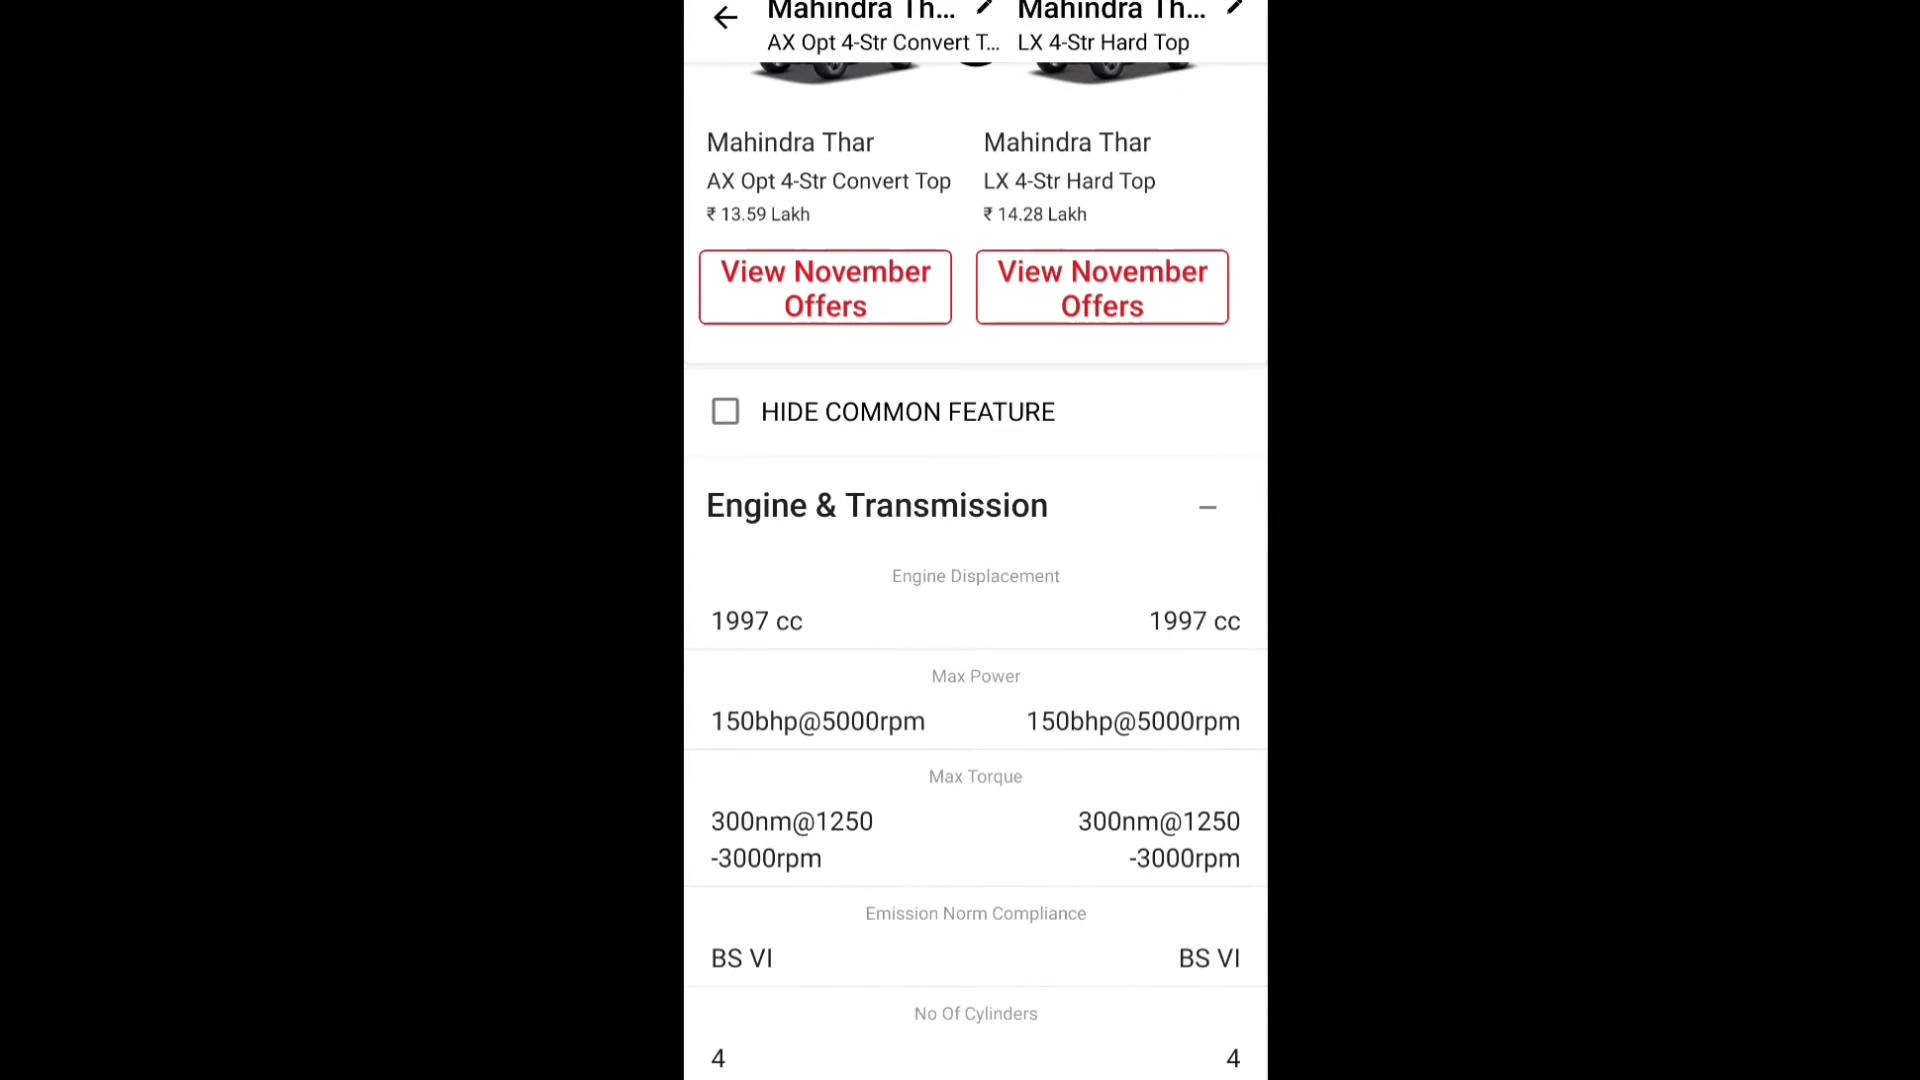 Mahindra Th... Mahindra Th...
AX Opt 4-Str Convert T... LX 4-Str Hard Top
Mahindra Thar Mahindra Thar
AX Opt 4-Str Convert Top LX 4-Str Hard Top
₹ 13.59 Lakh ₹ 14.28 Lakh
View November View November
Offers Offers
HIDE COMMON FEATURE
Engine & Transmission
Engine Displacement
1997 cc 1997 cc
Max Power
150bhp@5000rpm 150bhp@5000rpm
Max Torque
300nm@1250 300nm@1250
-3000rpm -3000rpm
Emission Norm Compliance
BS VI BS VI
No Of Cylinders
4 4